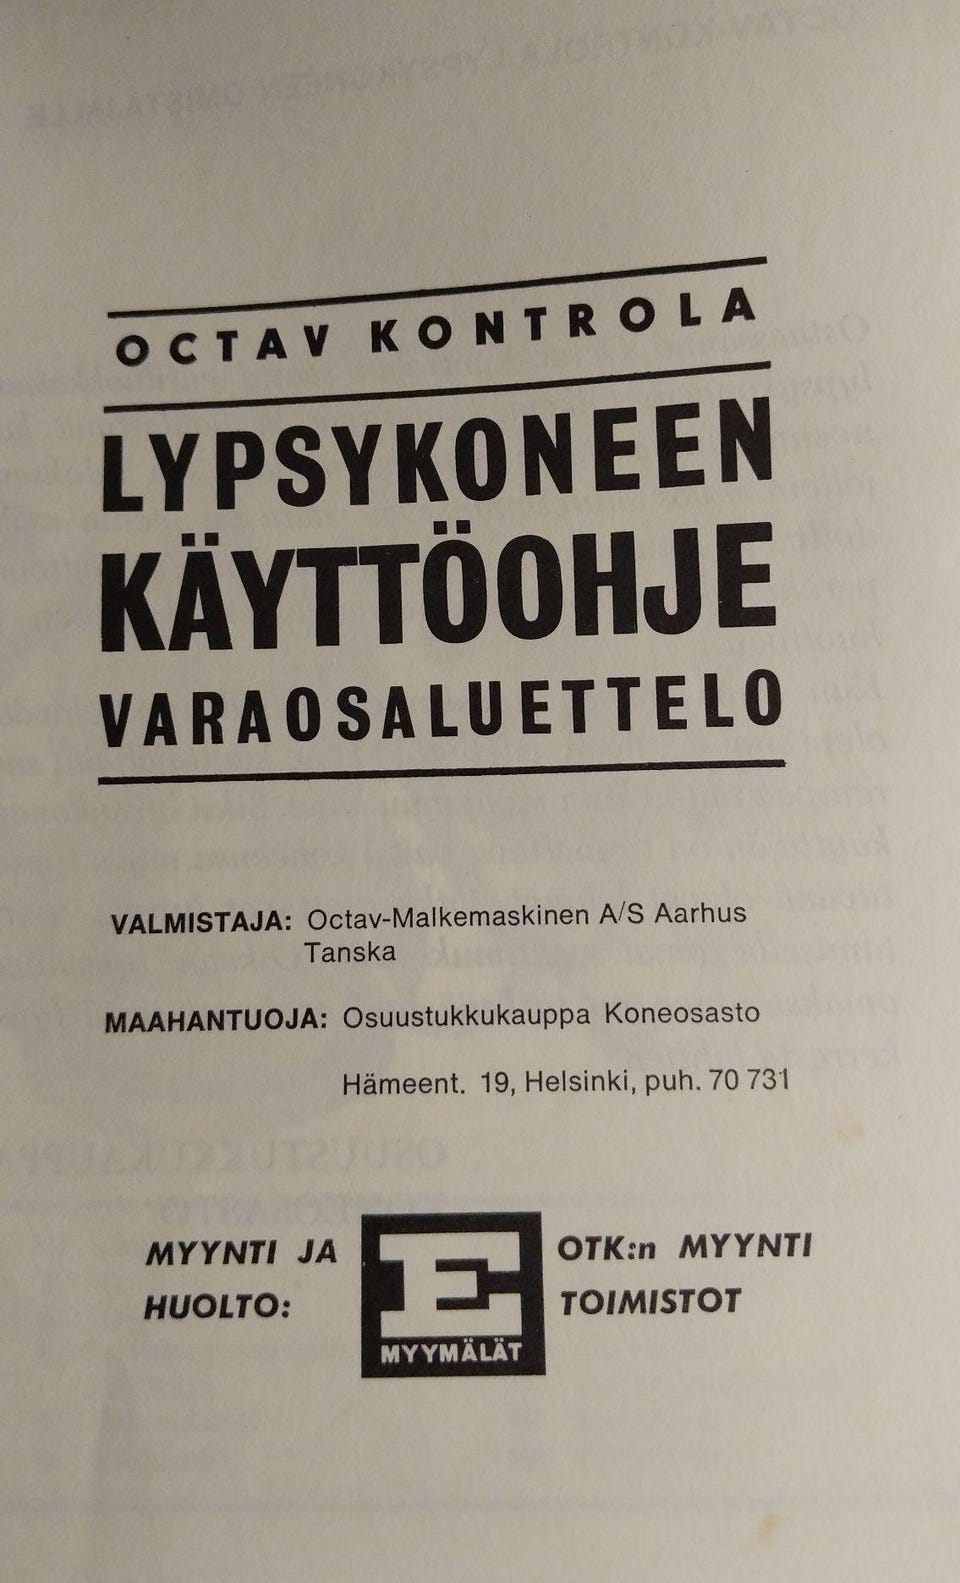 OCTAV KONTROLA
LYPSYKONEEN
KÄYTTÖOHJE
VARAOSALUETTELO
VALMISTAJA: Octav-Malkemaskinen A/S Aarhus
Tanska
MAAHANTUOJA: Osuustukkukauppa Koneosasto
Hämeent. 19, Helsinki, puh. 70 731
MYYNTI JA
HUOLTO:
E
MYYMÄLÄT
OTK:n MYYNTI
TOIMISTOT